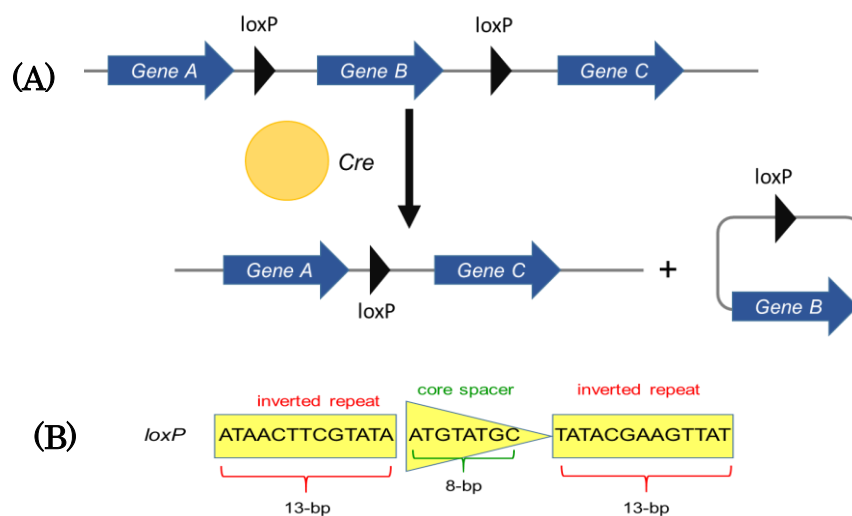 loxP loxP
(A) Gene A Gene B Gene C
Cre
loxP
Gene A Gene C +
loxP Gene B
inverted repeat core spacer inverted repeat
(B) loxP ATAACTTCGTATA ATGTATGC TATACGAAGTTAT
8-bp
13-bp 13-bp